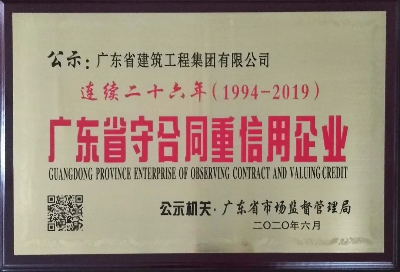 公示:广东省建筑工程集团有限公司
连续二十六年(1994-2019)
广东省守合同重信用企业
GUANGDONG PROVINCE ENTERPRISE OF OBSERVING CONTRACT AND VALUING CREDIT
公示机关·广东省市场监督管理局
二〇二〇年六月